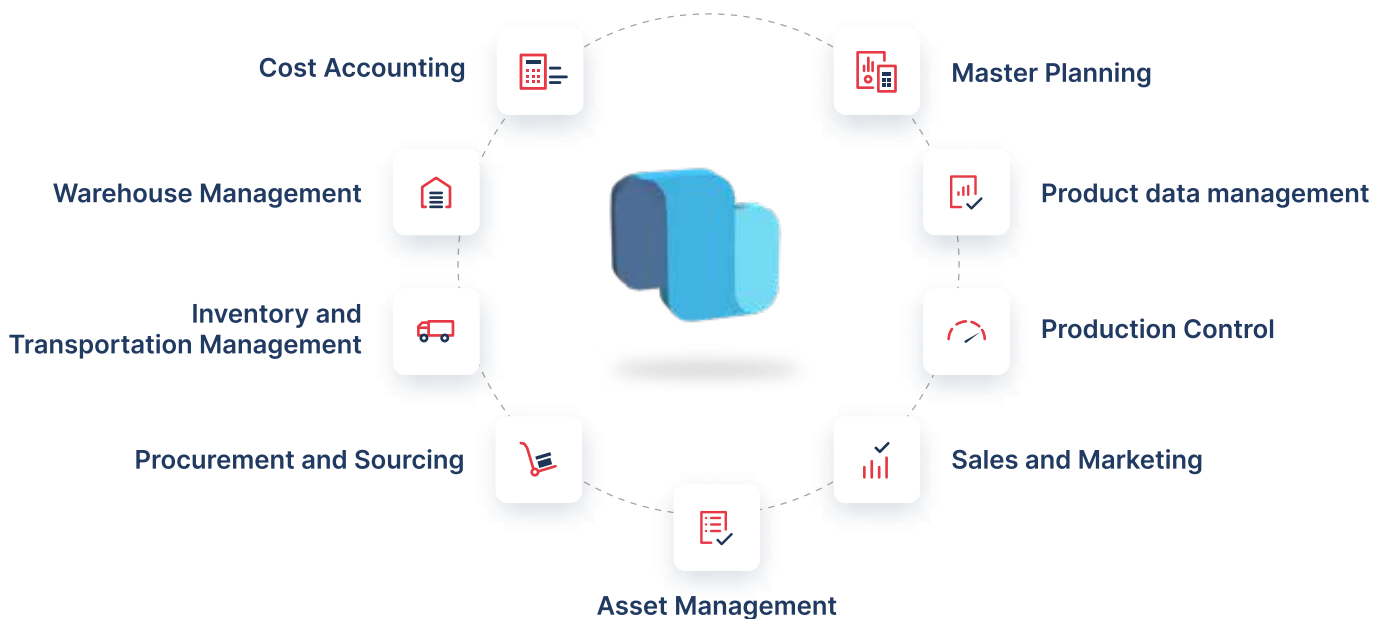 Cost Accounting
Master Planning
Warehouse Management
Product data management
Inventory and
Transportation Management
Production Control
Procurement and Sourcing
Sales and Marketing
Asset Management